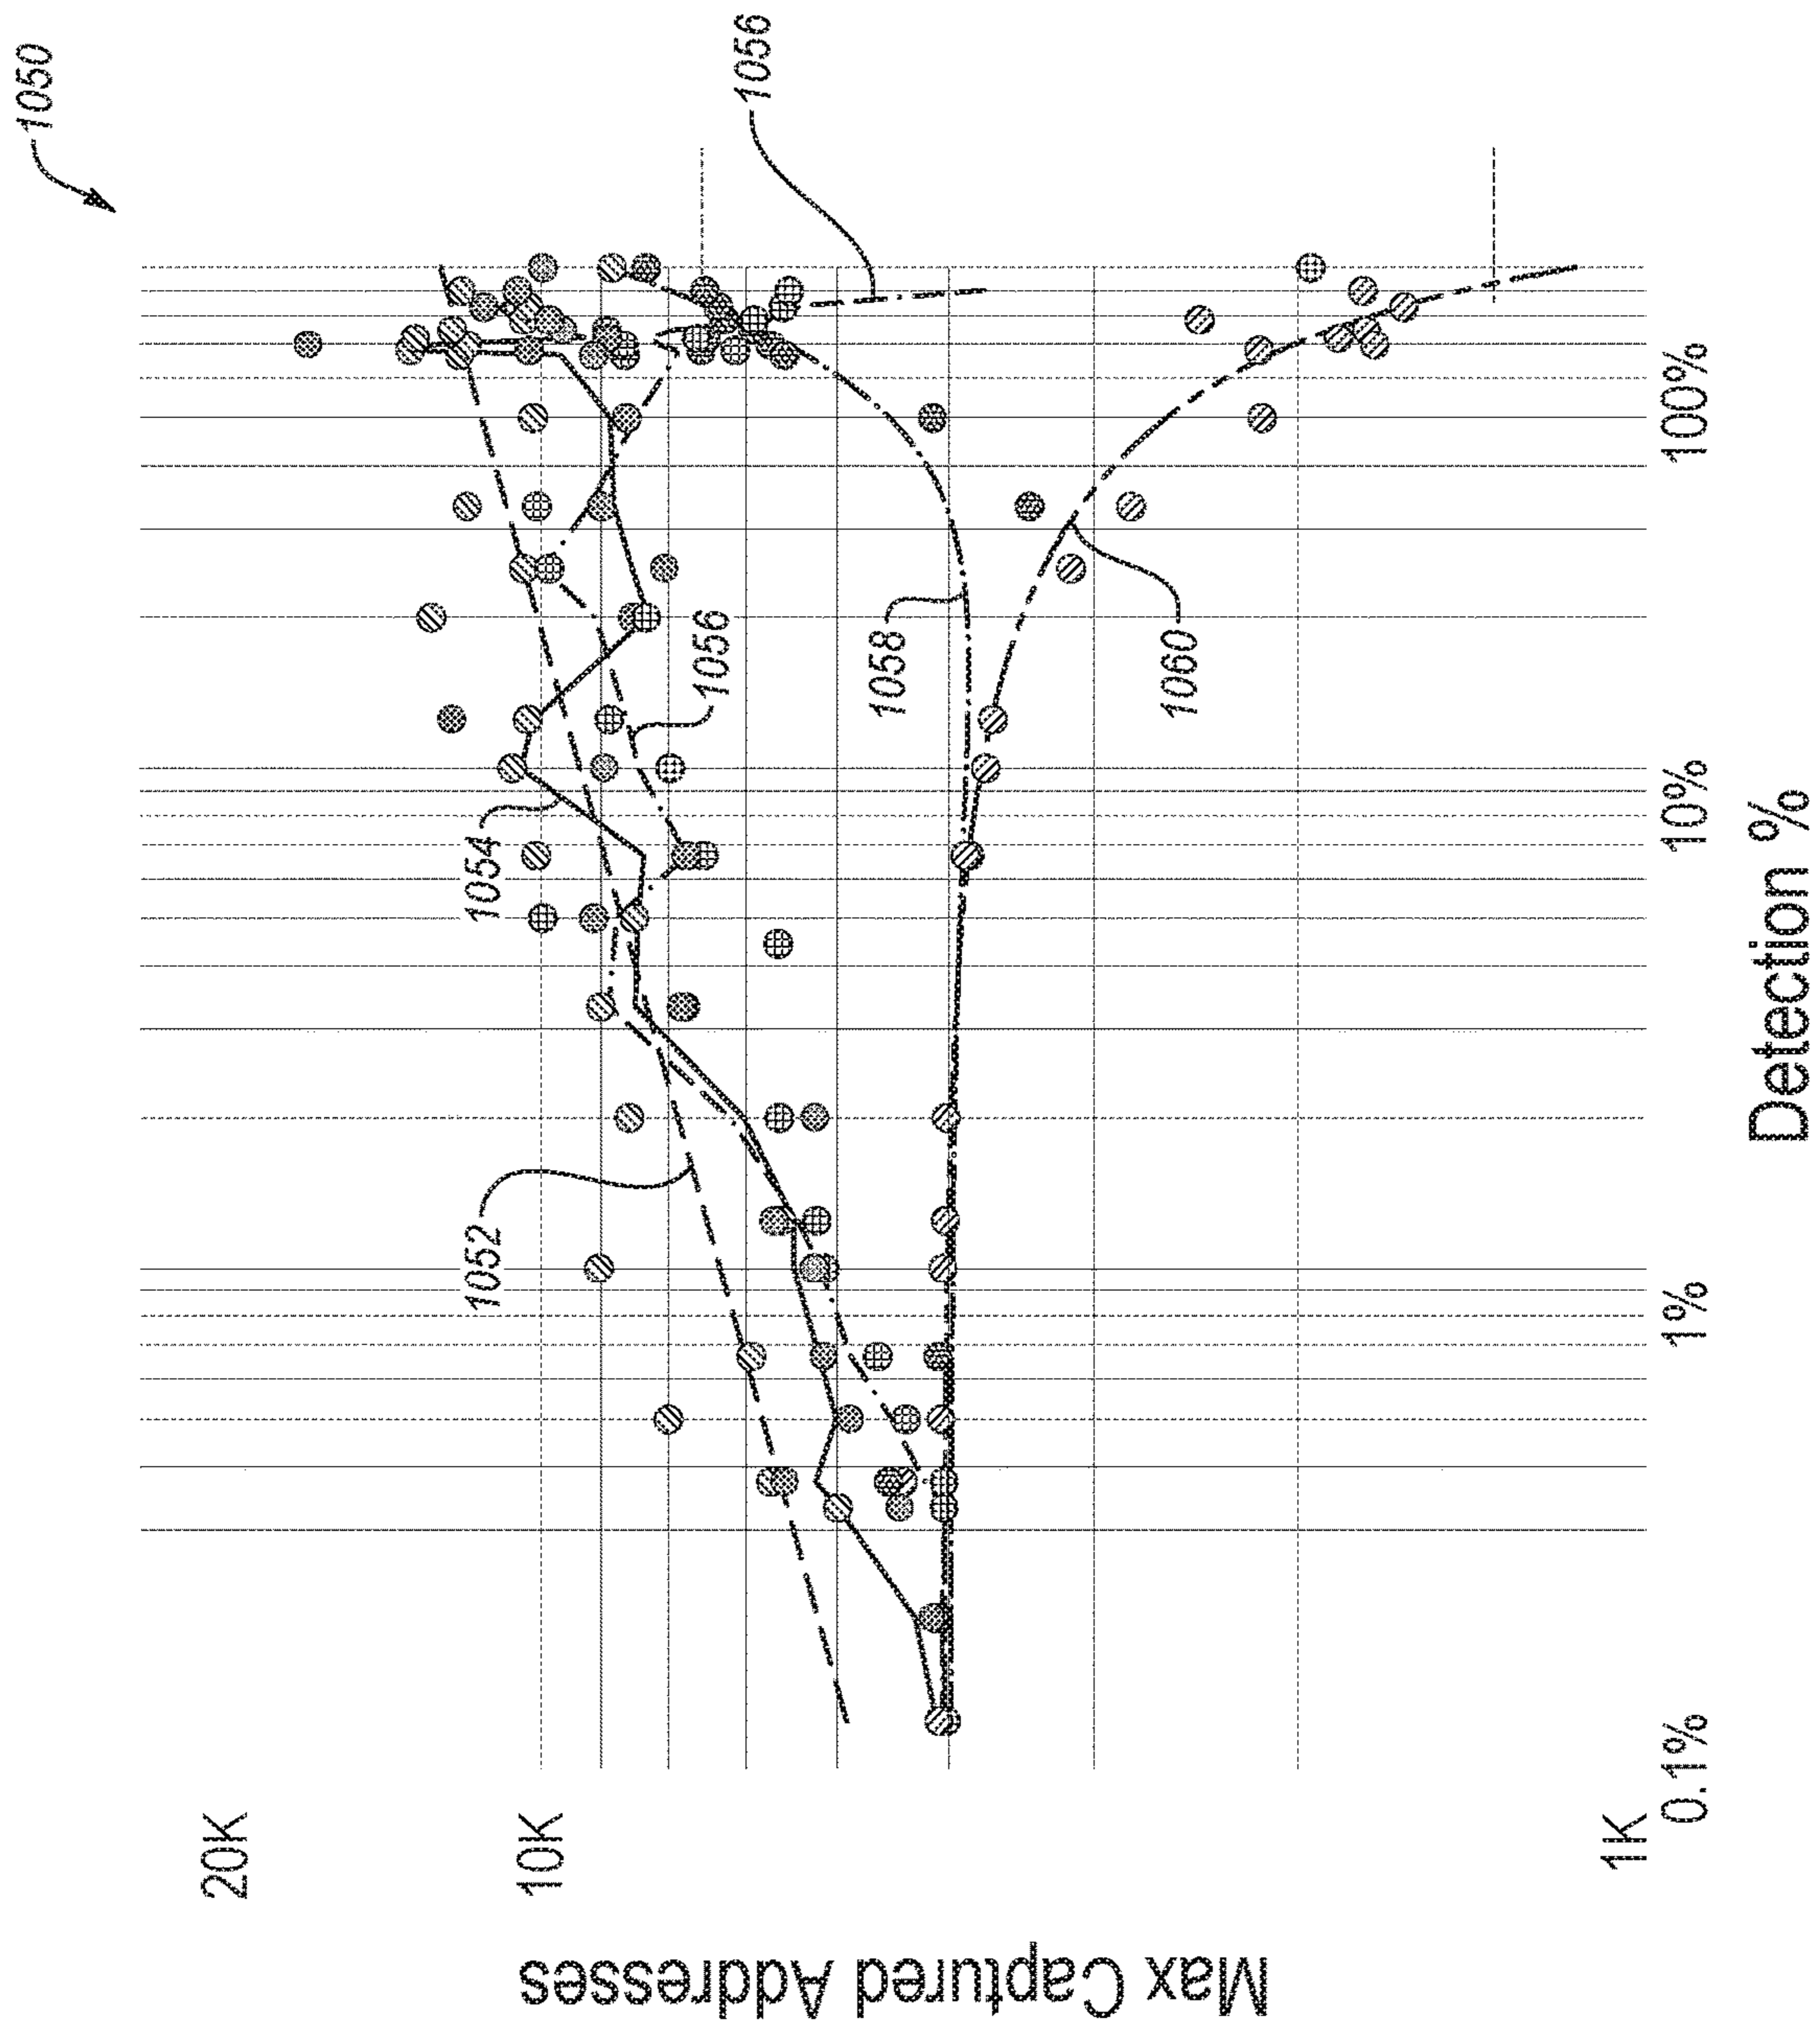 1050
1056
1052
1054
1056
1058
1060
20K
10K
1K
Max Captured Addresses
0.1%
1%
10%
100%
Detection %